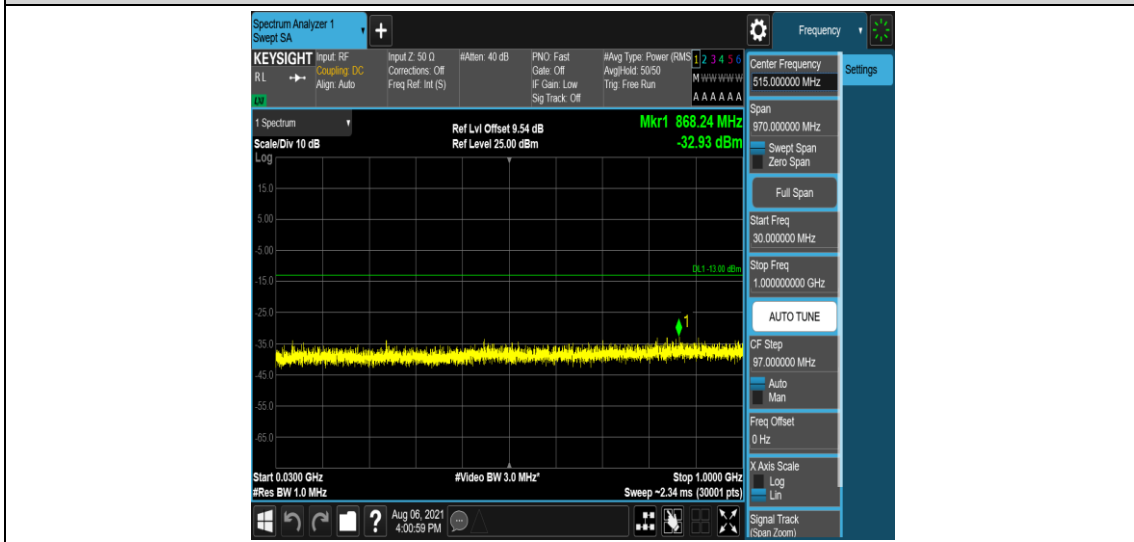 Spectrum Analyzer 1
Swept SA
+
Frequency
KEYSIGHT
RL
LXI
Input: RF
Coupling: DC
Align: Auto
Input Z: 50 Ω
Corrections: Off
Freq Ref: Int (S)
#Atten: 40 dB
PNO: Fast
Gate: Off
IF Gain: Low
Sig Track: Off
#Avg Type: Power (RMS
Avg|Hold: 50/50
Trig: Free Run
1 2 3 4 5 6
M W W W W W
A A A A A A
1 Spectrum
Scale/Div 10 dB
Log
Ref Lvl Offset 9.54 dB
Ref Level 25.00 dBm
Mkr1 868.24 MHz
-32.93 dBm
15.0
5.00
-5.00
-15.0
-25.0
-35.0
-45.0
-55.0
-65.0
DL1 -13.00 dBm
1
Start 0.0300 GHz
#Res BW 1.0 MHz
#Video BW 3.0 MHz*
Stop 1.0000 GHz
Sweep ~2.34 ms (30001 pts)
Center Frequency
515.000000 MHz
Settings
Span
970.000000 MHz
Swept Span
Zero Span
Full Span
Start Freq
30.000000 MHz
Stop Freq
1.000000000 GHz
AUTO TUNE
CF Step
97.000000 MHz
Auto
Man
Freq Offset
0 Hz
X Axis Scale
Log
Lin
Signal Track
(Span Zoom)
?
Aug 06, 2021
4:00:59 PM